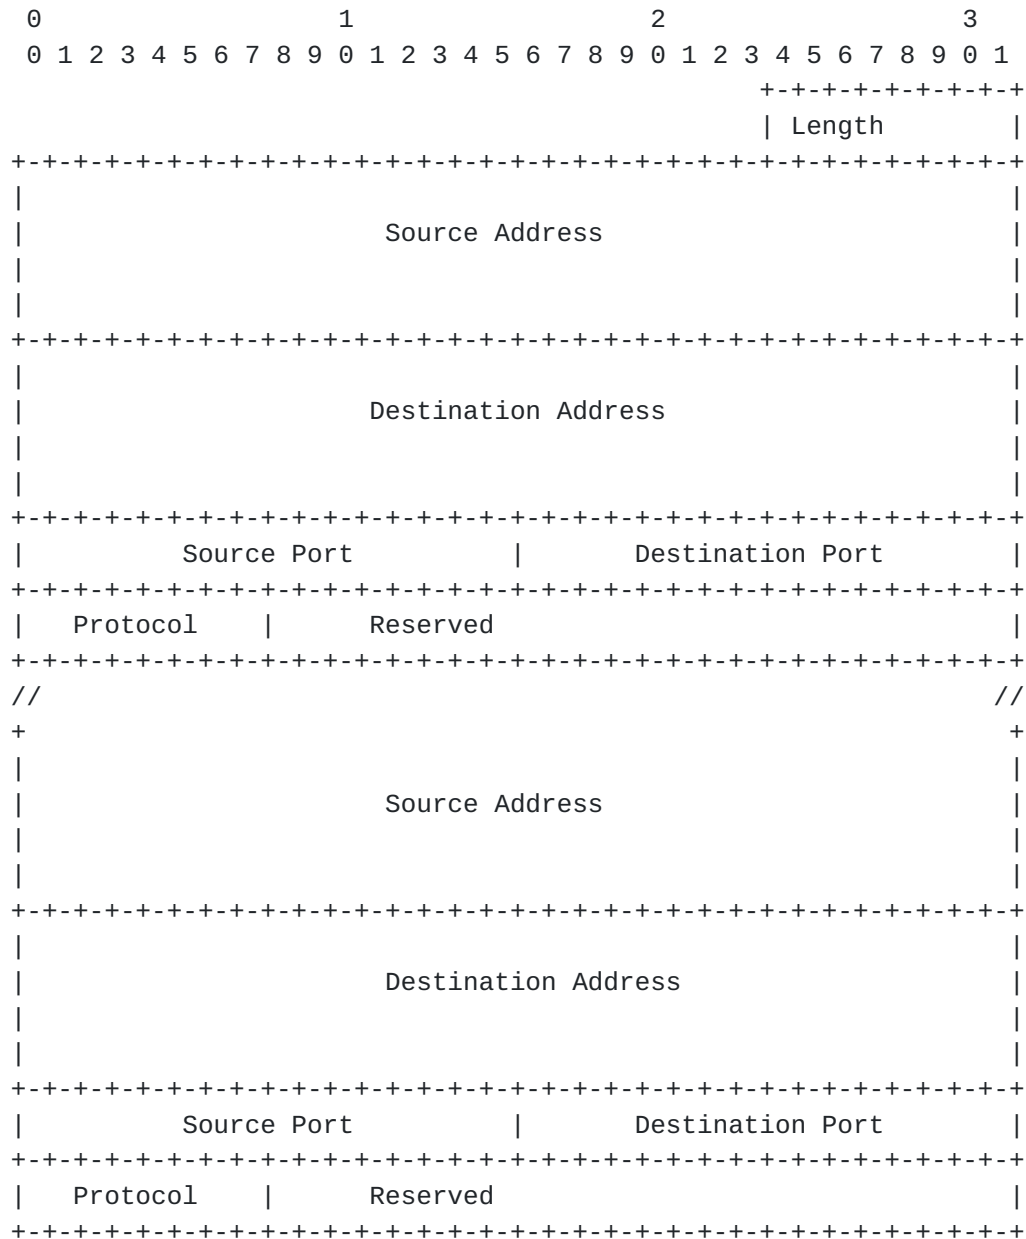 0                   1                   2                   3
 0 1 2 3 4 5 6 7 8 9 0 1 2 3 4 5 6 7 8 9 0 1 2 3 4 5 6 7 8 9 0 1
                                                +-+-+-+-+-+-+-+-+
                                                | Length        |
+-+-+-+-+-+-+-+-+-+-+-+-+-+-+-+-+-+-+-+-+-+-+-+-+-+-+-+-+-+-+-+-+
|                                                               |
|                       Source Address                          |
|                                                               |
|                                                               |
+-+-+-+-+-+-+-+-+-+-+-+-+-+-+-+-+-+-+-+-+-+-+-+-+-+-+-+-+-+-+-+-+
|                                                               |
|                      Destination Address                      |
|                                                               |
|                                                               |
+-+-+-+-+-+-+-+-+-+-+-+-+-+-+-+-+-+-+-+-+-+-+-+-+-+-+-+-+-+-+-+-+
|          Source Port          |       Destination Port        |
+-+-+-+-+-+-+-+-+-+-+-+-+-+-+-+-+-+-+-+-+-+-+-+-+-+-+-+-+-+-+-+-+
|   Protocol    |      Reserved                                 |
+-+-+-+-+-+-+-+-+-+-+-+-+-+-+-+-+-+-+-+-+-+-+-+-+-+-+-+-+-+-+-+-+
//                                                             //
+                                                               +
|                                                               |
|                       Source Address                          |
|                                                               |
|                                                               |
+-+-+-+-+-+-+-+-+-+-+-+-+-+-+-+-+-+-+-+-+-+-+-+-+-+-+-+-+-+-+-+-+
|                                                               |
|                       Destination Address                     |
|                                                               |
|                                                               |
+-+-+-+-+-+-+-+-+-+-+-+-+-+-+-+-+-+-+-+-+-+-+-+-+-+-+-+-+-+-+-+-+
|          Source Port          |       Destination Port        |
+-+-+-+-+-+-+-+-+-+-+-+-+-+-+-+-+-+-+-+-+-+-+-+-+-+-+-+-+-+-+-+-+
|   Protocol    |      Reserved                                 |
+-+-+-+-+-+-+-+-+-+-+-+-+-+-+-+-+-+-+-+-+-+-+-+-+-+-+-+-+-+-+-+-+